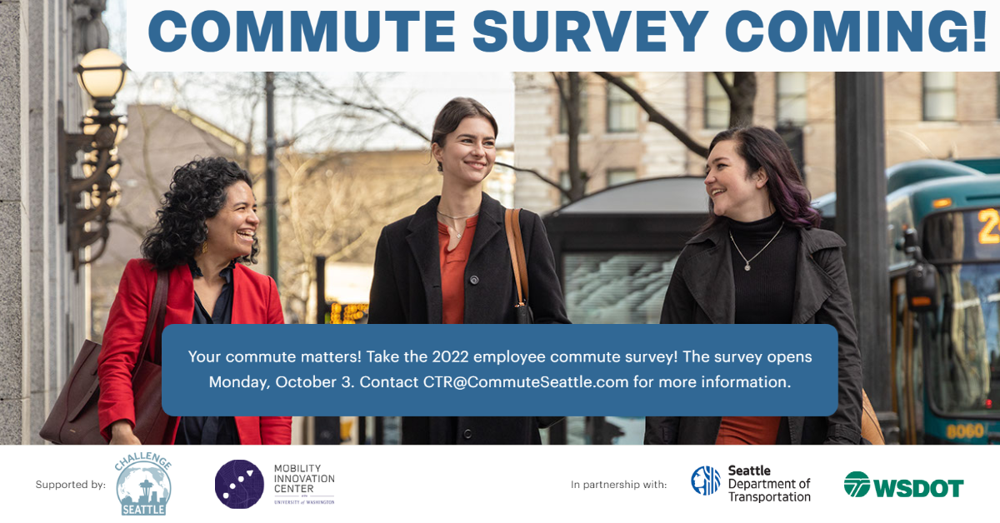 COMMUTE SURVEY COMING!
2
8060
Your commute matters! Take the 2022 employee commute survey! The survey opens
Monday, October 3. Contact CTR@CommuteSeattle.com for more information.
Supported by:
CHALLENGE
SEATTLE
MOBILITY
INNOVATION
CENTER
UNIVERSITY of WASHINGTON
In partnership with:
Seattle
Department of
Transportation
WSDOT